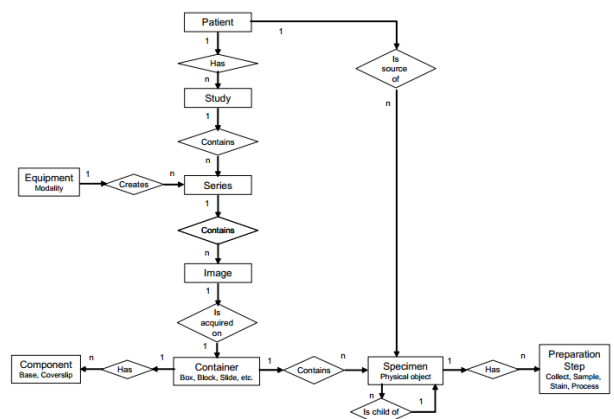 Patient
1
1
Has
Is
source
of
n
Study
1
n
Contains
n
Equipment
Modality
1
Creates
n
Series
1
Contains
n
Image
1
Is
acquired
on
1
Component
Base, Coverslip
n
Has
1
Container
Box, Block, Slide, etc.
1
Contains
n
Specimen
Physical object
1
Has
n
Preparation
Step
Collect, Sample,
Stain, Process
n
Is child of
1